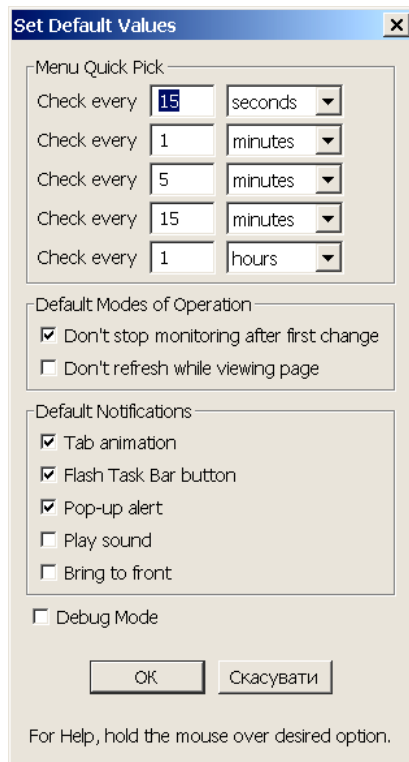 Set Default Values
Menu Quick Pick
Check every 15 seconds
Check every 1 minutes
Check every 5 minutes
Check every 15 minutes
Check every 1 hours
Default Modes of Operation
Don't stop monitoring after first change
Don't refresh while viewing page
Default Notifications
Tab animation
Flash Task Bar button
Pop-up alert
Play sound
Bring to front
Debug Mode
ОК Скасувати
For Help, hold the mouse over desired option.